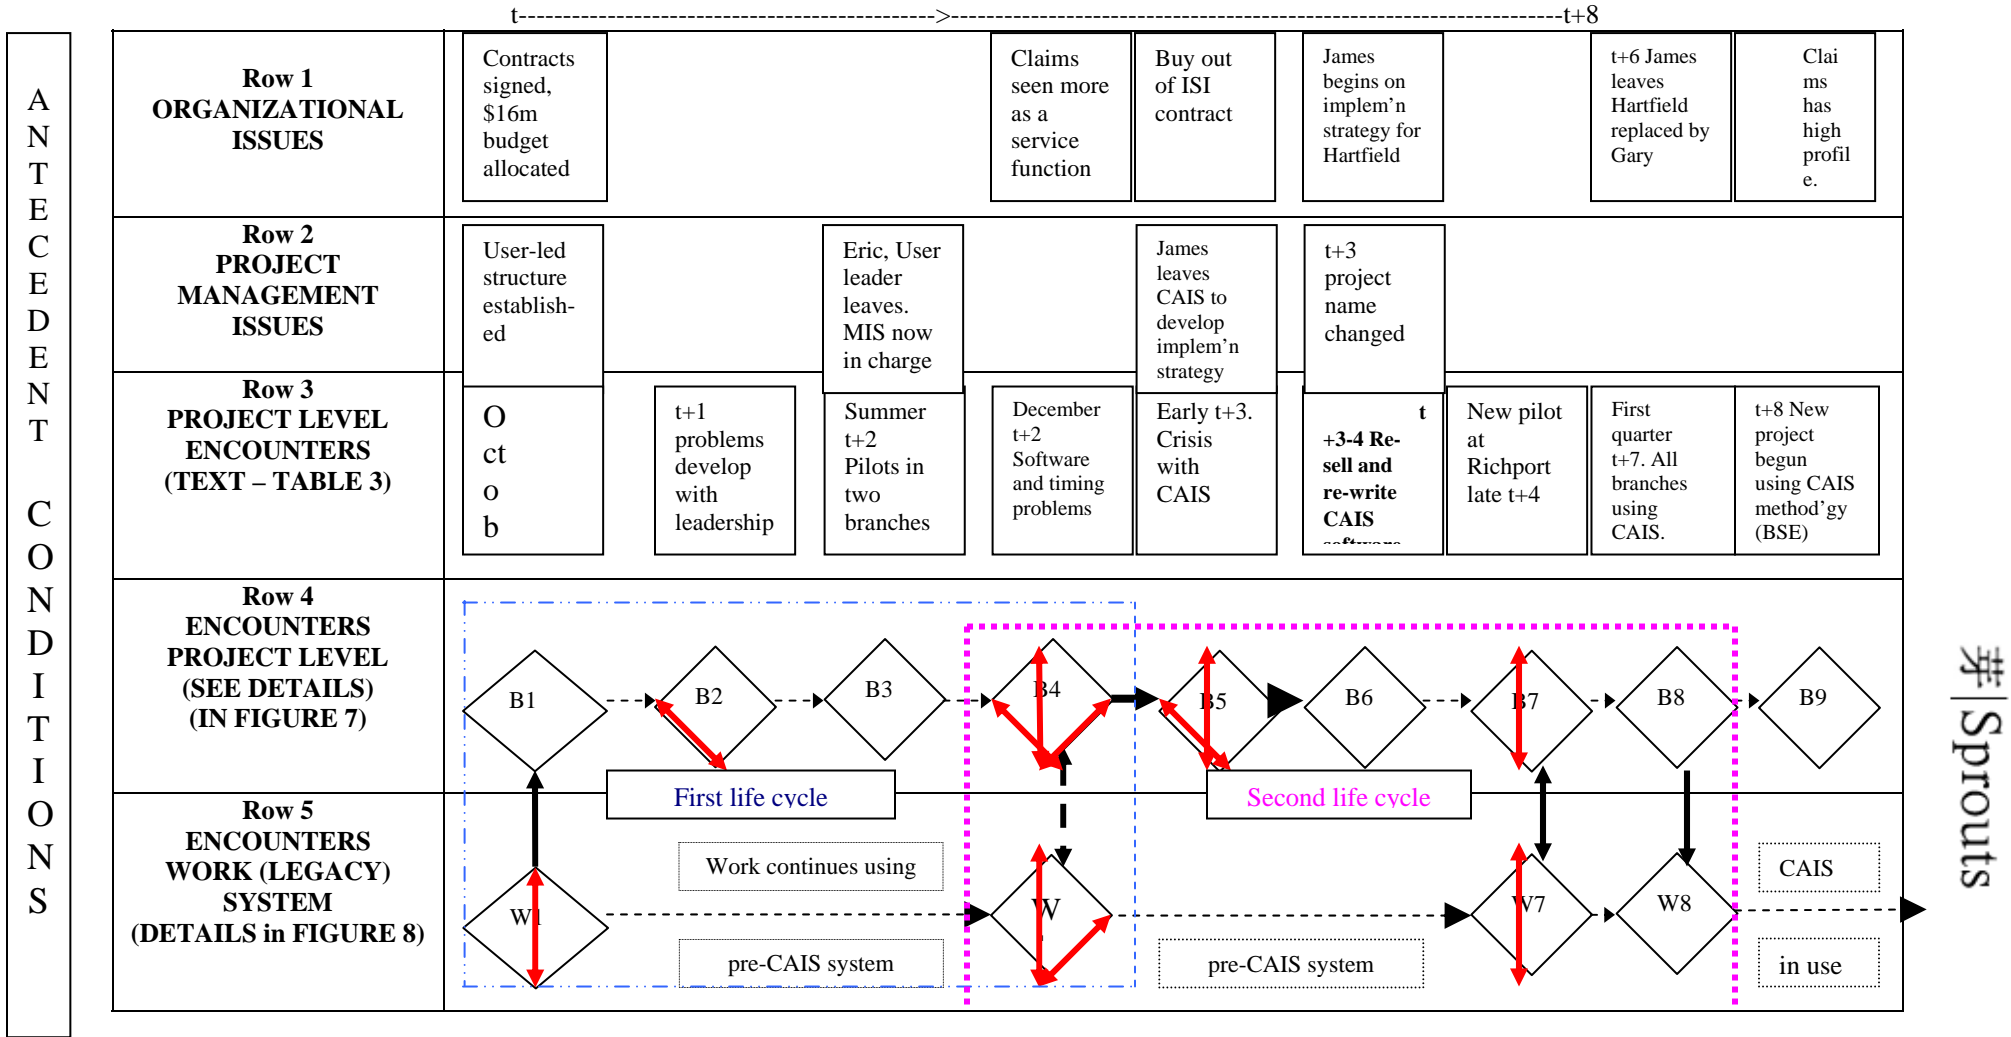 t---------------------------------------->-----------------------------------------------------------t+8
ANTECEDENT CONDITIONS
Row 1
ORGANIZATIONAL
ISSUES
Contracts
signed,
$16m
budget
allocated
Claims
seen more
as a
service
function
Buy out
of ISI
contract
James
begins on
implem’n
strategy for
Hartfield
t+6 James
leaves
Hartfield
replaced by
Gary
Clai
ms
has
high
profil
e.
Row 2
PROJECT
MANAGEMENT
ISSUES
User-led
structure
establish-
ed
Eric, User
leader
leaves.
MIS now
in charge
James
leaves
CAIS to
develop
implem’n
strategy
t+3
project
name
changed
Row 3
PROJECT LEVEL
ENCOUNTERS
(TEXT – TABLE 3)
O
ct
o
b
t+1
problems
develop
with
leadership
Summer
t+2
Pilots in
two
branches
December
t+2
Software
and timing
problems
Early t+3.
Crisis
with
CAIS
t
+3-4 Re-
sell and
re-write
CAIS
software
New pilot
at
Richport
late t+4
First
quarter
t+7. All
branches
using
CAIS.
t+8 New
project
begun
using CAIS
method’gy
(BSE)
Row 4
ENCOUNTERS
PROJECT LEVEL
(SEE DETAILS)
(IN FIGURE 7)
B1
B2
B3
B4
B5
B6
B7
B8
B9
First life cycle
Second life cycle
Row 5
ENCOUNTERS
WORK (LEGACY)
SYSTEM
(DETAILS in FIGURE 8)
W1
Work continues using
pre-CAIS system
W
pre-CAIS system
W7
W8
CAIS
in use
芽|Sprouts